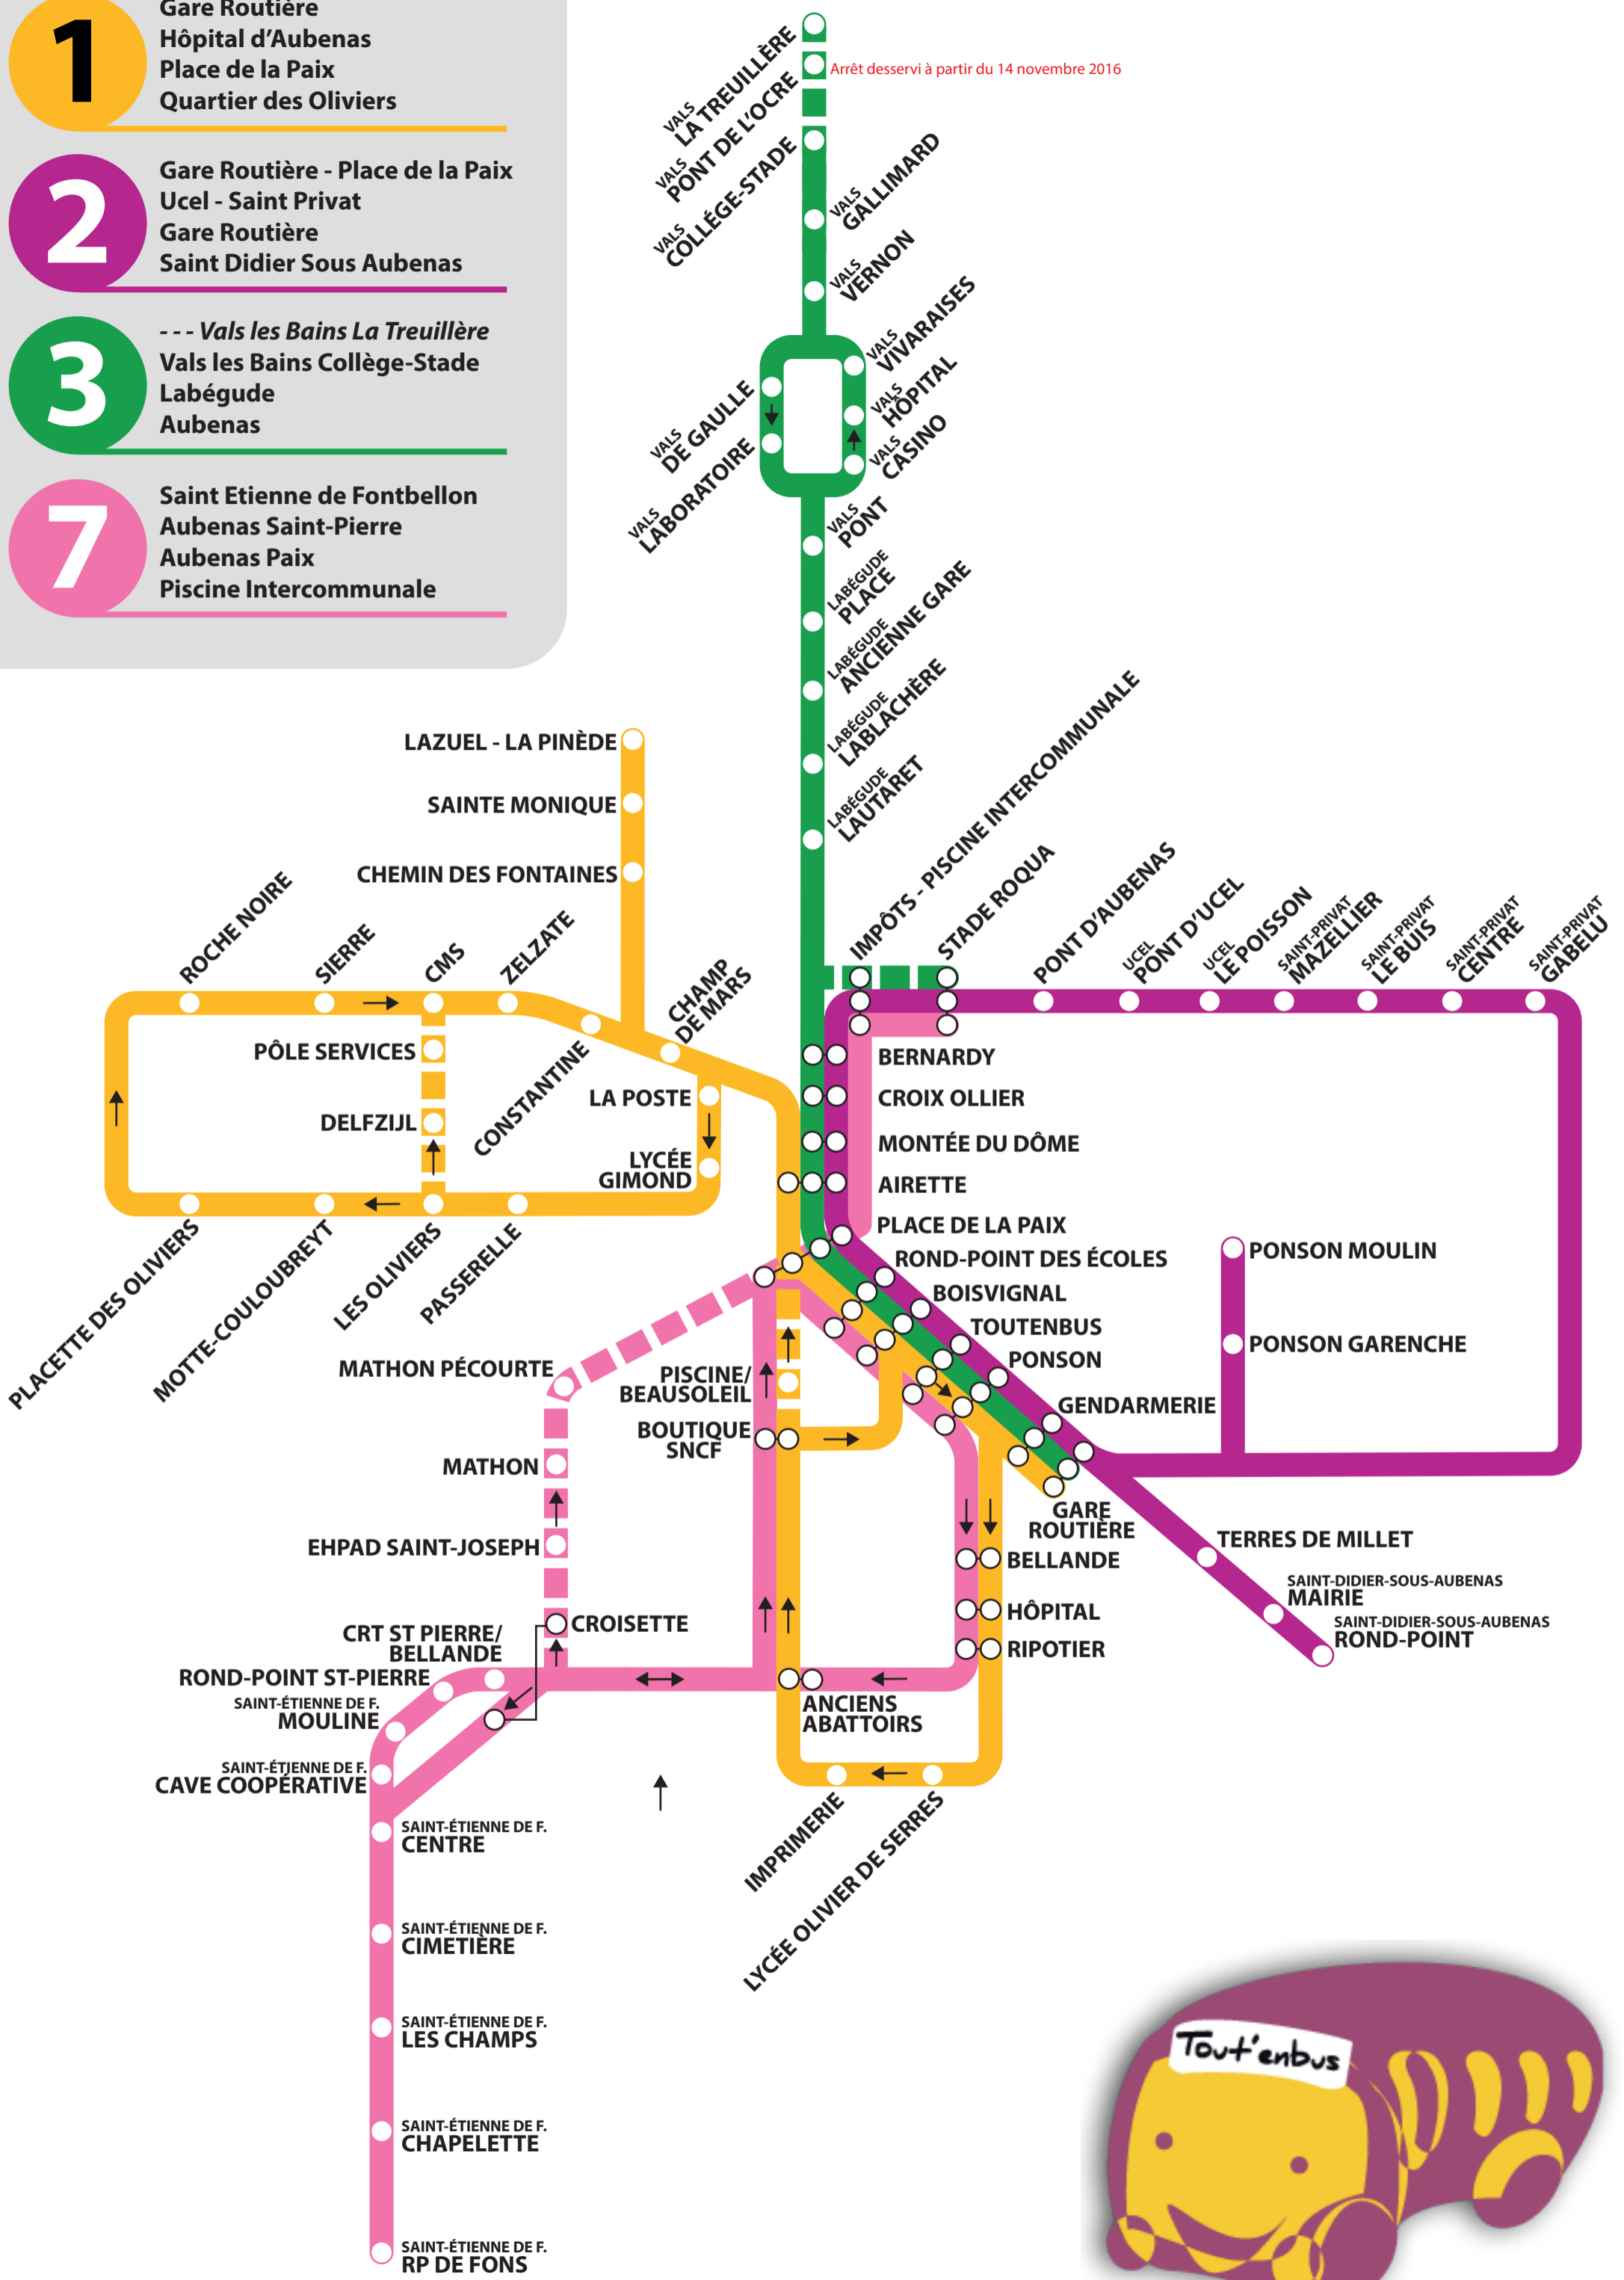 Gare Routière
Hôpital d'Aubenas
Place de la Paix
Quartier des Oliviers
1
Gare Routière - Place de la Paix
Ucel - Saint Privat
Gare Routière
Saint Didier Sous Aubenas
2
- - - Vals les Bains La Treuillère
Vals les Bains Collège-Stade
Labégude
Aubenas
3
Saint Etienne de Fontbellon
Aubenas Saint-Pierre
Aubenas Paix
Piscine Intercommunale
7
VALS
LA TREUILLÈRE
Arrêt desservi à partir du 14 novembre 2016
VALS
PONT DE L'OCRE
VALS
COLLÉGE-STADE
VALS
GALLIMARD
VALS
VERNON
VALS
VIVARAISES
VALS
HÔPITAL
VALS
CASINO
VALS
DE GAULLE
VALS
LABORATOIRE
VALS
PONT
LABÉGUDE
PLACE
LABÉGUDE
ANCIENNE GARE
LABÉGUDE
LABLACHÈRE
LABÉGUDE
LAUTARET
IMPÔTS - PISCINE INTERCOMMUNALE
STADE ROQUA
PONT D'AUBENAS
UCEL
PONT D'UCEL
UCEL
LE POISSON
SAINT-PRIVAT
MAZELLIER
SAINT-PRIVAT
LE BUIS
SAINT-PRIVAT
CENTRE
SAINT-PRIVAT
GABELU
LAZUEL - LA PINÈDE
SAINTE MONIQUE
CHEMIN DES FONTAINES
ROCHE NOIRE
SIERRE
CMS
ZELZATE
CHAMP
DE MARS
PÔLE SERVICES
CONSTANTINE
DELFZIJL
LA POSTE
LYCÉE
GIMOND
PLACETTE DES OLIVIERS
MOTTE-COULOUBREYT
LES OLIVIERS
PASSERELLE
BERNARDY
CROIX OLLIER
MONTÉE DU DÔME
AIRETTE
PLACE DE LA PAIX
ROND-POINT DES ÉCOLES
BOISVIGNAL
TOUTENBUS
PONSON
GENDARMERIE
PONSON MOULIN
PONSON GARENCHE
GARE
ROUTIÈRE
TERRES DE MILLET
SAINT-DIDIER-SOUS-AUBENAS
MAIRIE
SAINT-DIDIER-SOUS-AUBENAS
ROND-POINT
MATHON PÉCOURTE
PISCINE/
BEAUSOLEIL
BOUTIQUE
SNCF
MATHON
EHPAD SAINT-JOSEPH
CROISETTE
BELLANDE
HÔPITAL
RIPOTIER
CRT ST PIERRE/
BELLANDE
ROND-POINT ST-PIERRE
SAINT-ÉTIENNE DE F.
MOULINE
SAINT-ÉTIENNE DE F.
CAVE COOPÉRATIVE
ANCIENS
ABATTOIRS
IMPRIMERIE
LYCÉE OLIVIER DE SERRES
SAINT-ÉTIENNE DE F.
CENTRE
SAINT-ÉTIENNE DE F.
CIMETIÈRE
SAINT-ÉTIENNE DE F.
LES CHAMPS
SAINT-ÉTIENNE DE F.
CHAPELETTE
SAINT-ÉTIENNE DE F.
RP DE FONS
Tout'enbus